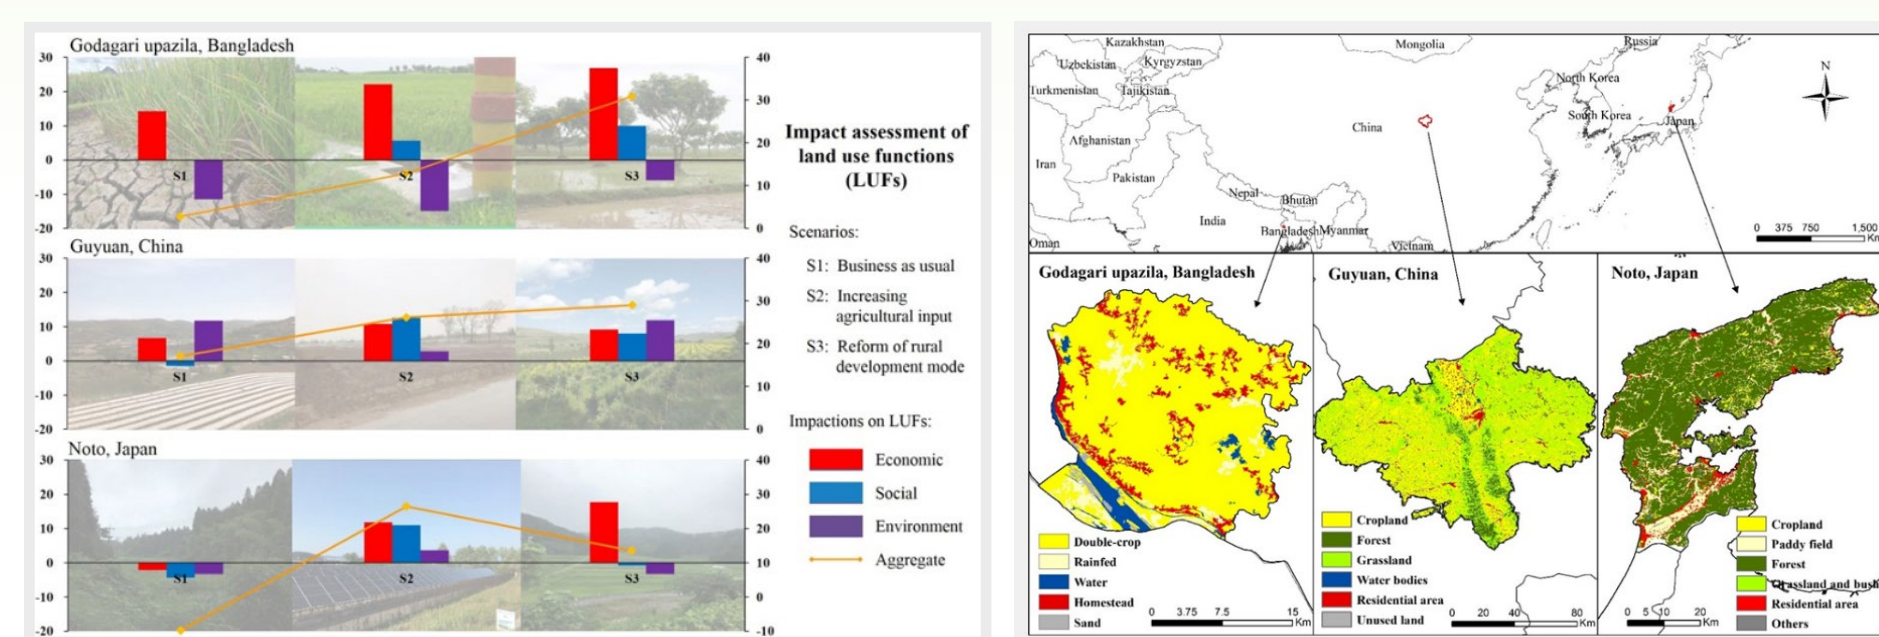 Godagari upazila, Bangladesh
30
20
10
0
-10
-20
40
30
20
10
0
S1
S2
S3
Guyuan, China
30
20
10
0
-10
-20
40
30
20
10
0
S1
S2
S3
Noto, Japan
30
20
10
0
-10
-20
40
30
20
10
0
-10
S1
S2
S3
Impact assessment of
land use functions
(LUFs)
Scenarios:
S1: Business as usual
S2: Increasing
agricultural input
S3: Reform of rural
development mode
Impactions on LUFs:
Economic
Social
Environment
Aggregate
Kazakhstan
Mongolia
Russia
Uzbekistan
Kyrgyzstan
Turkmenistan
Tajikistan
North Korea
South Korea
Japan
China
Afghanistan
Iran
Pakistan
Nepal
Bhutan
India
Bangladesh
Myanmar
Oman
Vietnam
N
0 375 750 1,500
Km
Godagari upazila, Bangladesh
Double-crop
Rainfed
Water
Homestead
Sand
0 3.75 7.5 15
Km
Guyuan, China
Cropland
Forest
Grassland
Water bodies
Residential area
Unused land
0 20 40 80
Km
Noto, Japan
Cropland
Paddy field
Forest
Grassland and bush
Residential area
Others
0 5 10 20
Km